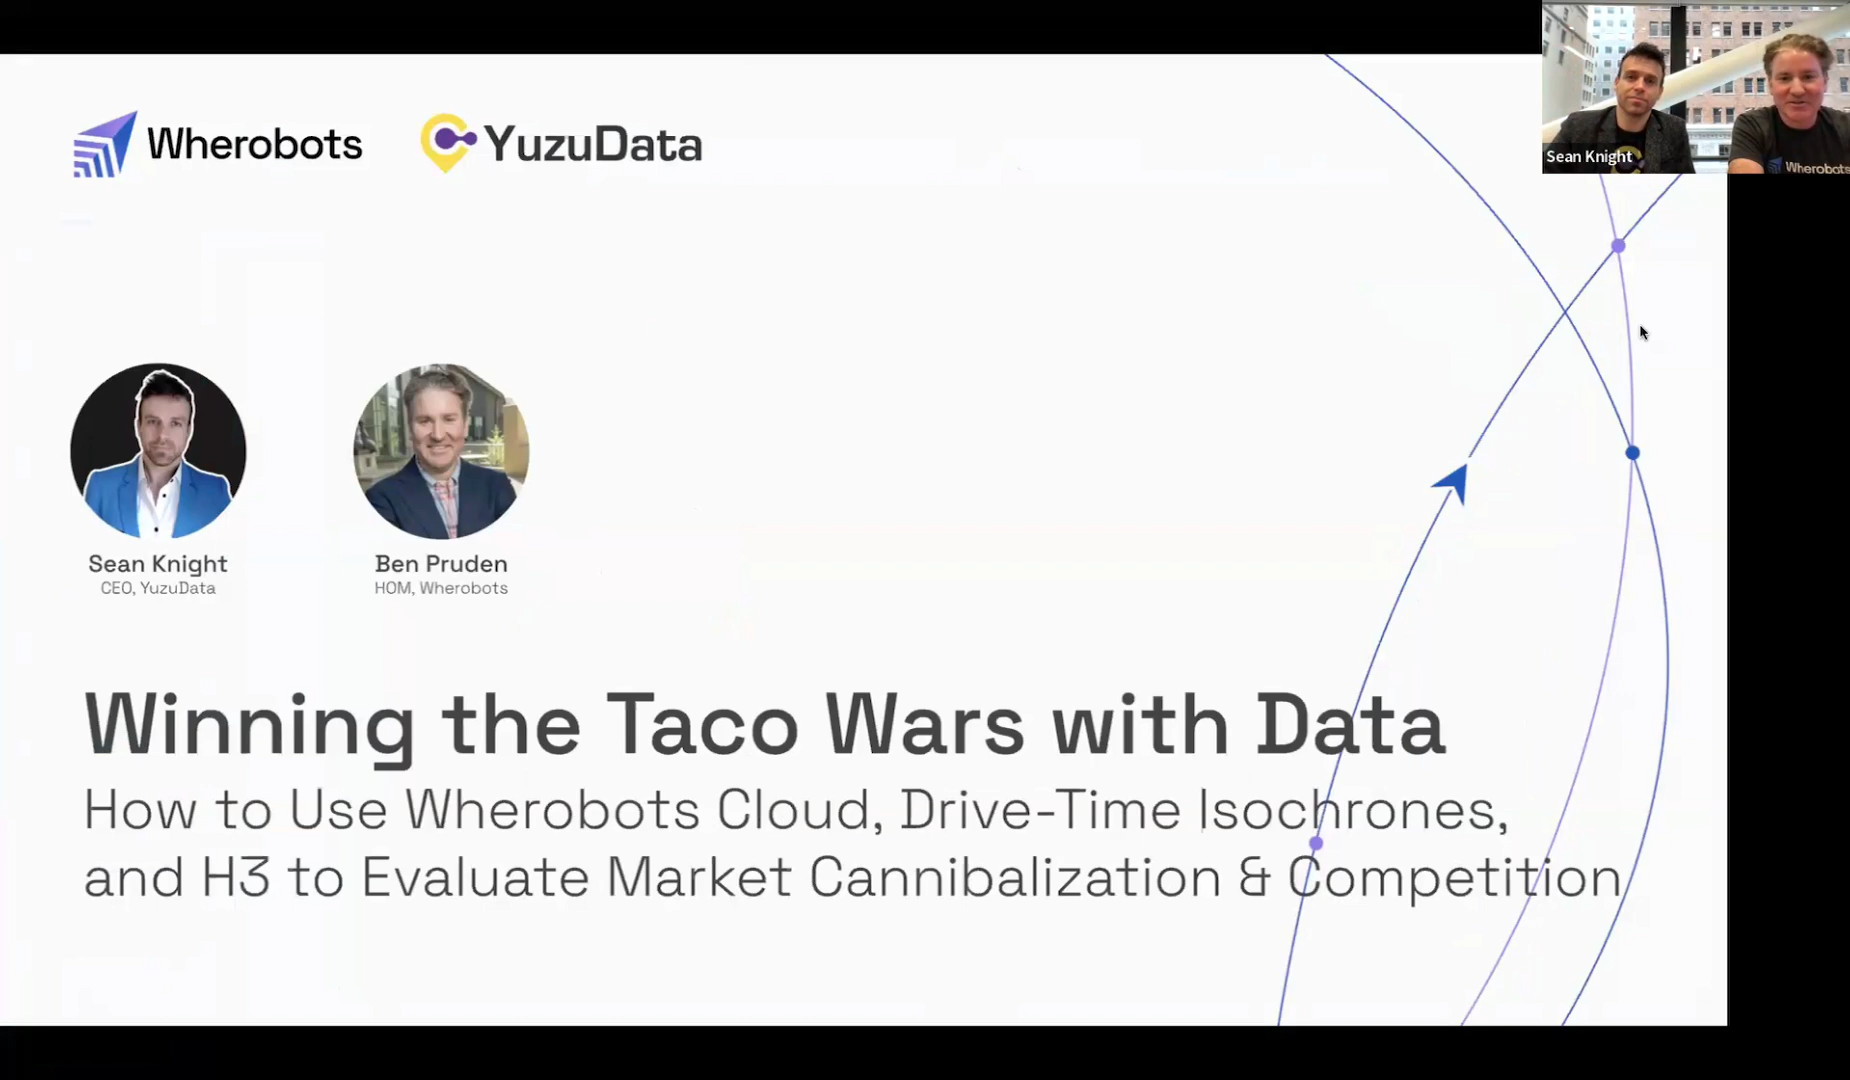 Wherobots
YuzuData
Sean Knight
Wherobots
Sean Knight
CEO, YuzuData
Ben Pruden
HOM, Wherobots
Winning the Taco Wars with Data
How to Use Wherobots Cloud, Drive-Time Isochrones,
and H3 to Evaluate Market Cannibalization & Competition